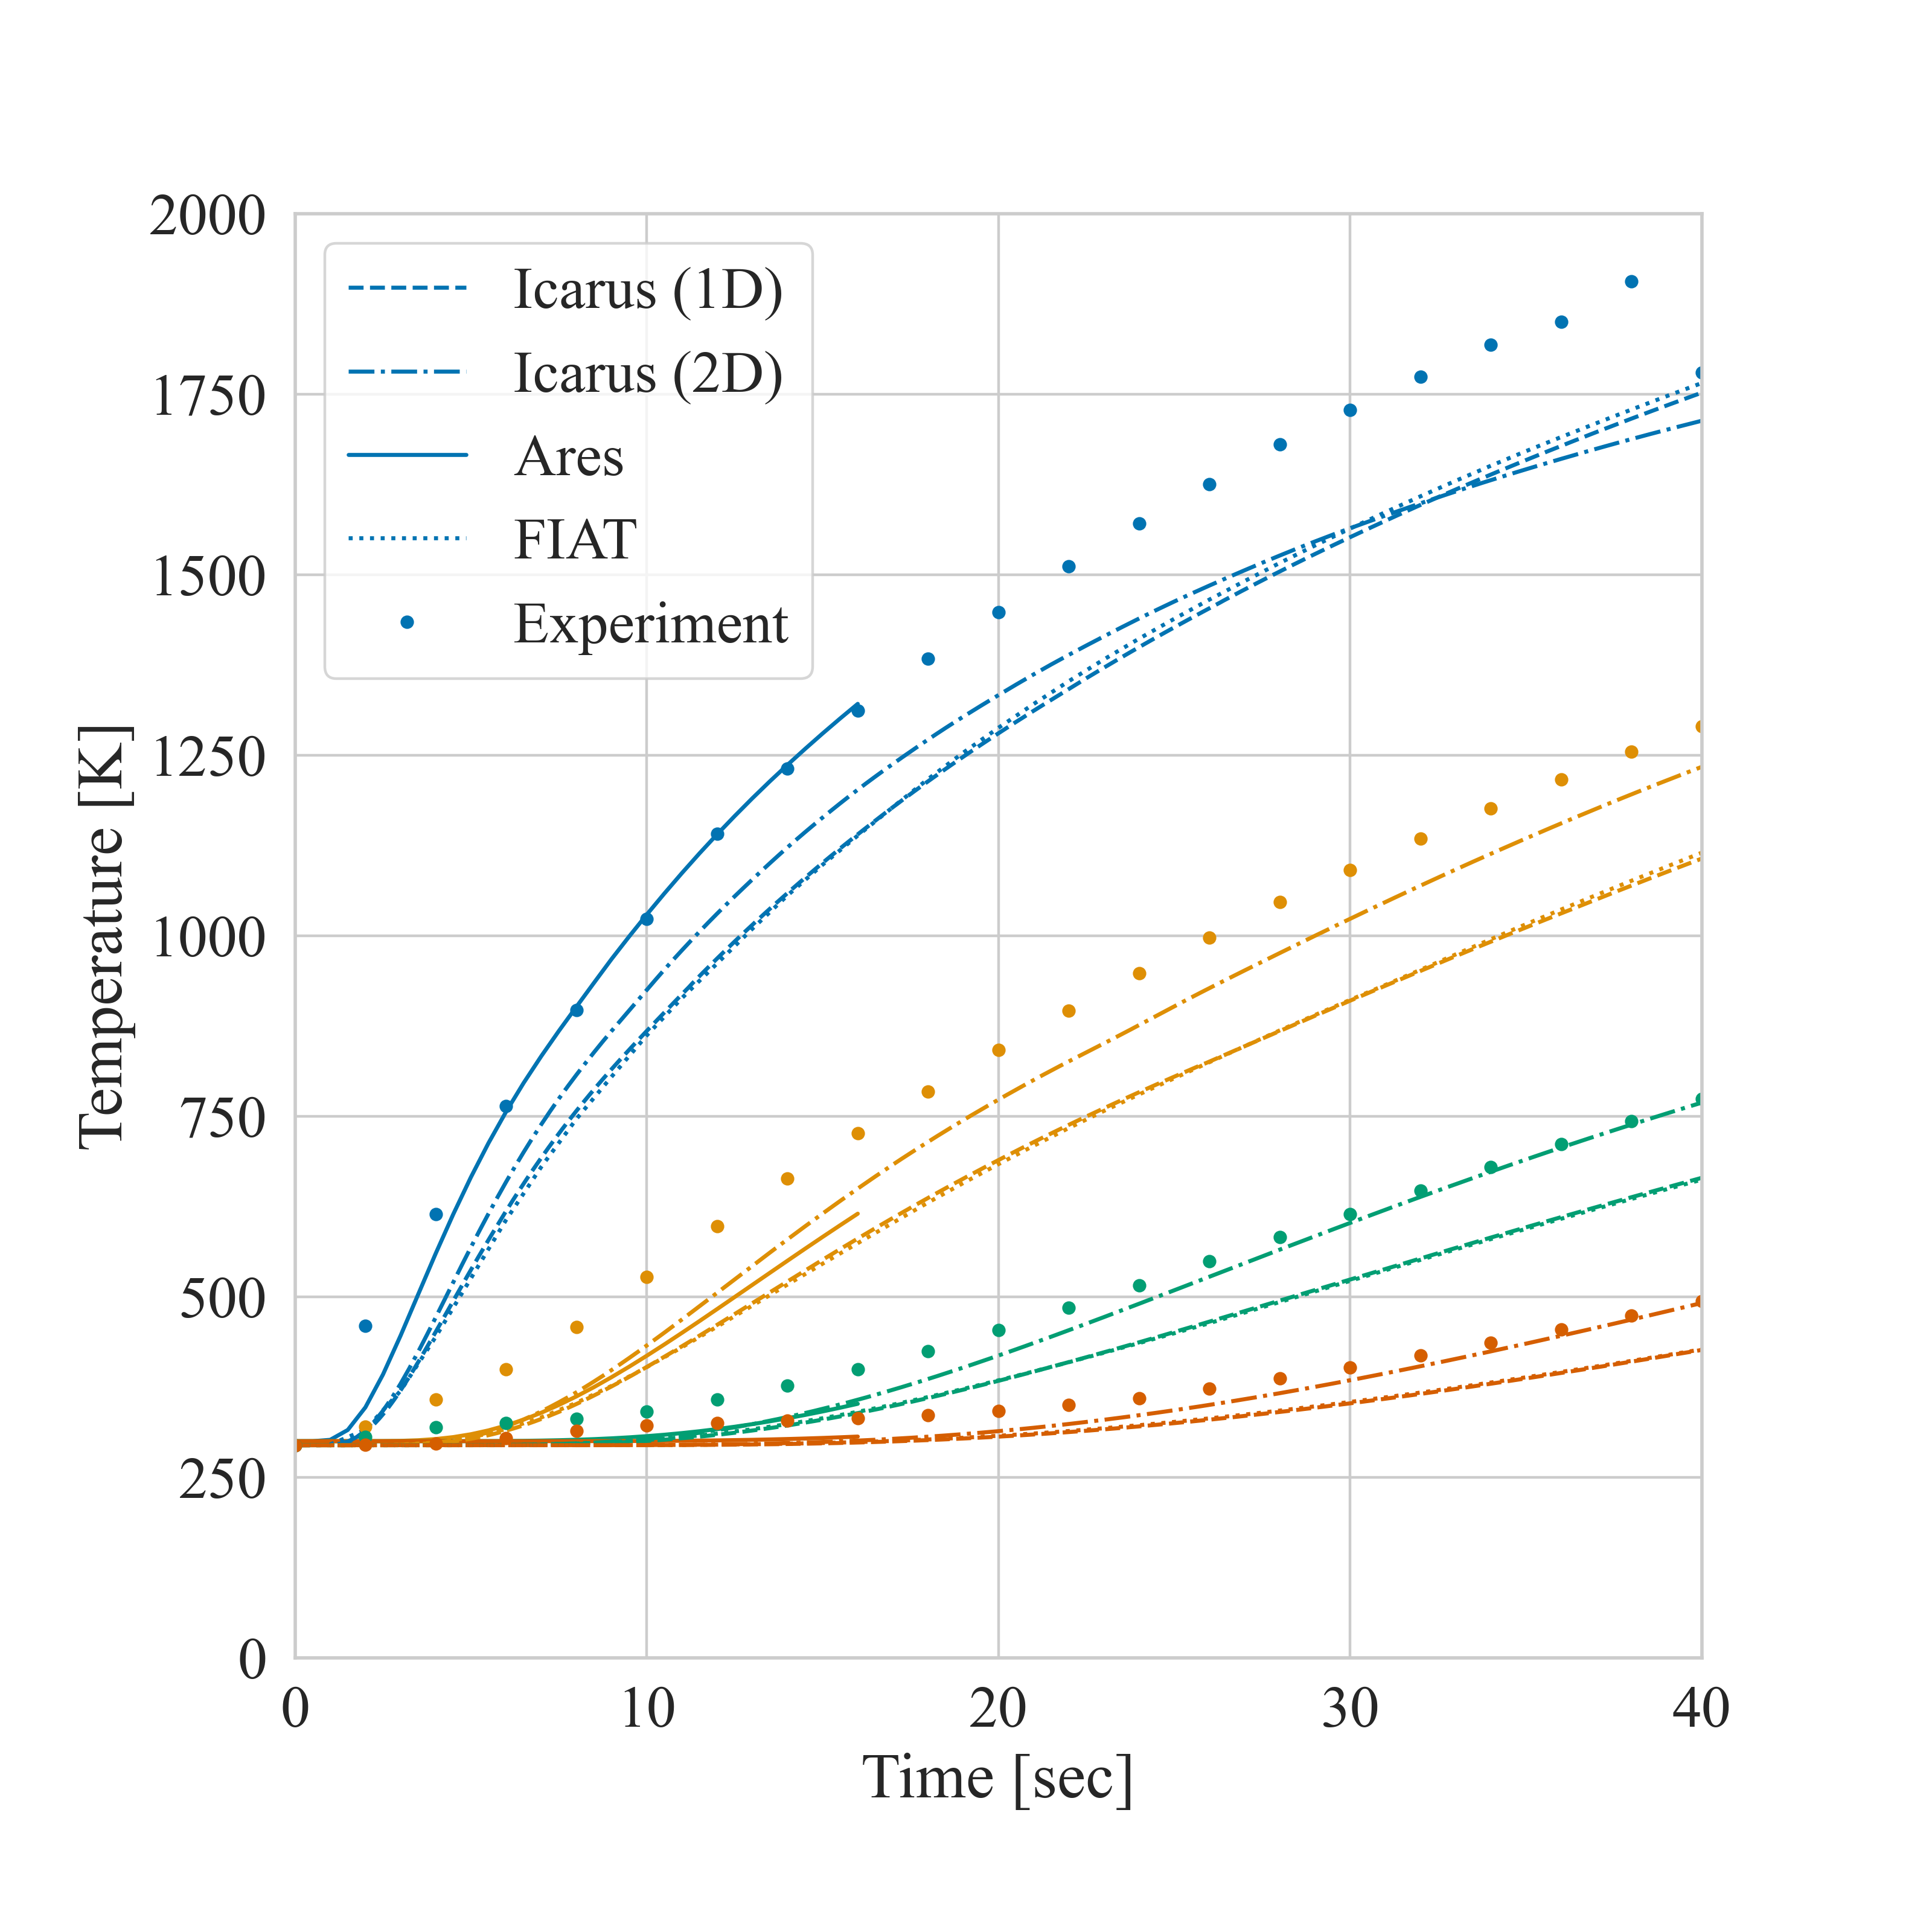 2000
1750
1500
1250
1000
750
500
250
0
Temperature [K]
Icarus (1D)
Icarus (2D)
Ares
FIAT
Experiment
0 10 20 30 40
Time [sec]